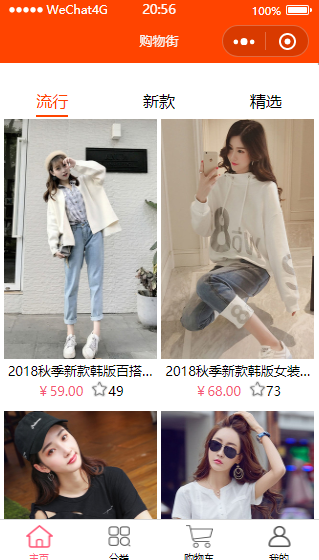 WeChat4G 20:56 100%
购物街
流行 新款 精选
2018秋季新款韩版百搭... 2018秋季新款韩版女装...
¥59.00 49 ¥68.00 73
主页 分类 购物车 我的